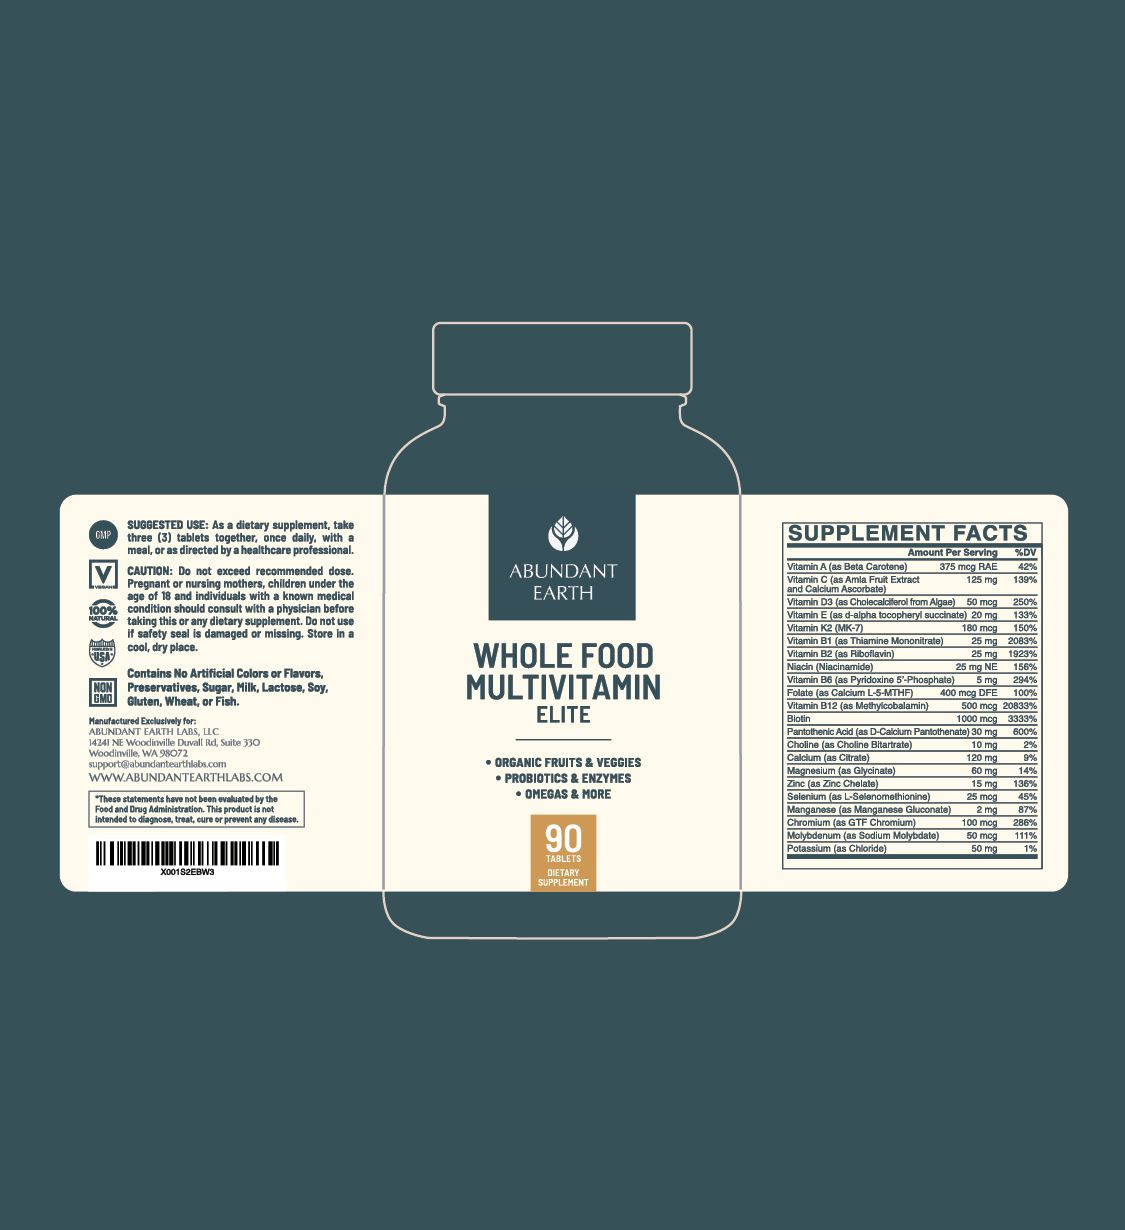 GMP
SUGGESTED USE: As a dietary supplement, take
three (3) tablets together, once daily, with a
meal, or as directed by a healthcare professional.
V
VEGAN
CAUTION: Do not exceed recommended dose.
Pregnant or nursing mothers, children under the
age of 18 and individuals with a known medical
condition should consult with a physician before
taking this or any dietary supplement. Do not use
if safety seal is damaged or missing. Store in a
cool, dry place.
100%
NATURAL
USA
NON
GMO
Contains No Artificial Colors or Flavors,
Preservatives, Sugar, Milk, Lactose, Soy,
Gluten, Wheat, or Fish.
Manufactured Exclusively for:
ABUNDANT EARTH LABS, LLC
14241 NE Woodinville Duvall Rd, Suite 330
Woodinville, WA 98072
support@abundantearthlabs.com
WWW.ABUNDANTEARTHLABS.COM
*These statements have not been evaluated by the
Food and Drug Administration. This product is not
intended to diagnose, treat, cure or prevent any disease.
X001S2EBW3
ABUNDANT
EARTH
WHOLE FOOD
MULTIVITAMIN
ELITE
• ORGANIC FRUITS & VEGGIES
• PROBIOTICS & ENZYMES
• OMEGAS & MORE
90
TABLETS
DIETARY
SUPPLEMENT
SUPPLEMENT FACTS
Amount Per Serving %DV
Vitamin A (as Beta Carotene) 375 mcg RAE 42%
Vitamin C (as Amla Fruit Extract 125 mg 139%
and Calcium Ascorbate)
Vitamin D3 (as Cholecalciferol from Algae) 50 mcg 250%
Vitamin E (as d-alpha tocopheryl succinate) 20 mg 133%
Vitamin K2 (MK-7) 180 mcg 150%
Vitamin B1 (as Thiamine Mononitrate) 25 mg 2083%
Vitamin B2 (as Riboflavin) 25 mg 1923%
Niacin (Niacinamide) 25 mg NE 156%
Vitamin B6 (as Pyridoxine 5'-Phosphate) 5 mg 294%
Folate (as Calcium L-5-MTHF) 400 mcg DFE 100%
Vitamin B12 (as Methylcobalamin) 500 mcg 20833%
Biotin 1000 mcg 3333%
Pantothenic Acid (as D-Calcium Pantothenate) 30 mg 600%
Choline (as Choline Bitartrate) 10 mg 2%
Calcium (as Citrate) 120 mg 9%
Magnesium (as Glycinate) 60 mg 14%
Zinc (as Zinc Chelate) 15 mg 136%
Selenium (as L-Selenomethionine) 25 mcg 45%
Manganese (as Manganese Gluconate) 2 mg 87%
Chromium (as GTF Chromium) 100 mcg 286%
Molybdenum (as Sodium Molybdate) 50 mcg 111%
Potassium (as Chloride) 50 mg 1%